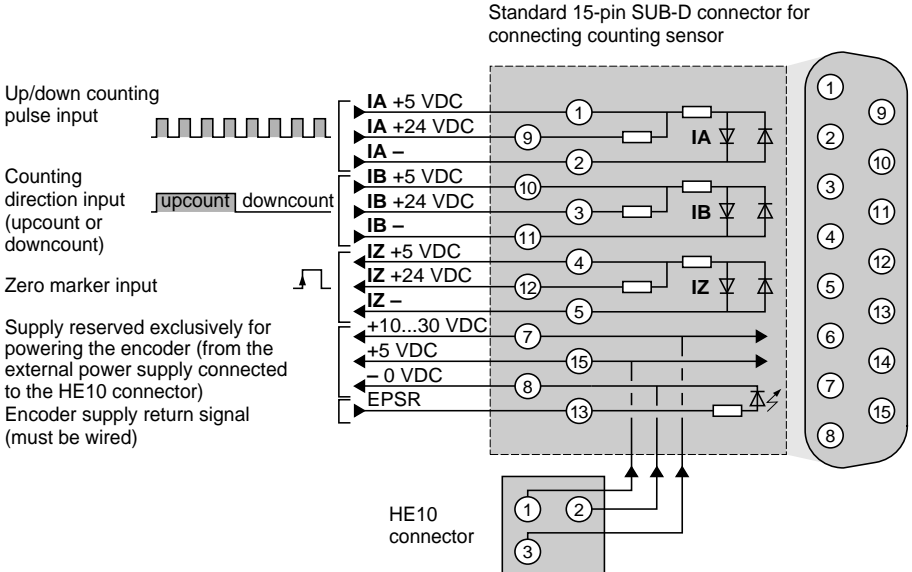 Standard 15-pin SUB-D connector for
connecting counting sensor
Up/down counting
pulse input
IA +5 VDC
1
IA +24 VDC
9
IA
IA –
2
Counting
direction input
(upcount or
downcount)
upcount downcount
IB +5 VDC
10
IB +24 VDC
3
IB
IB –
11
Zero marker input
IZ +5 VDC
4
IZ +24 VDC
12
IZ
IZ –
5
Supply reserved exclusively for
powering the encoder (from the
external power supply connected
to the HE10 connector)
+10...30 VDC
7
+5 VDC
15
– 0 VDC
8
Encoder supply return signal
(must be wired)
EPSR
13
1
9
2
10
3
11
4
12
5
13
6
14
7
15
8
HE10
connector
1 2
3